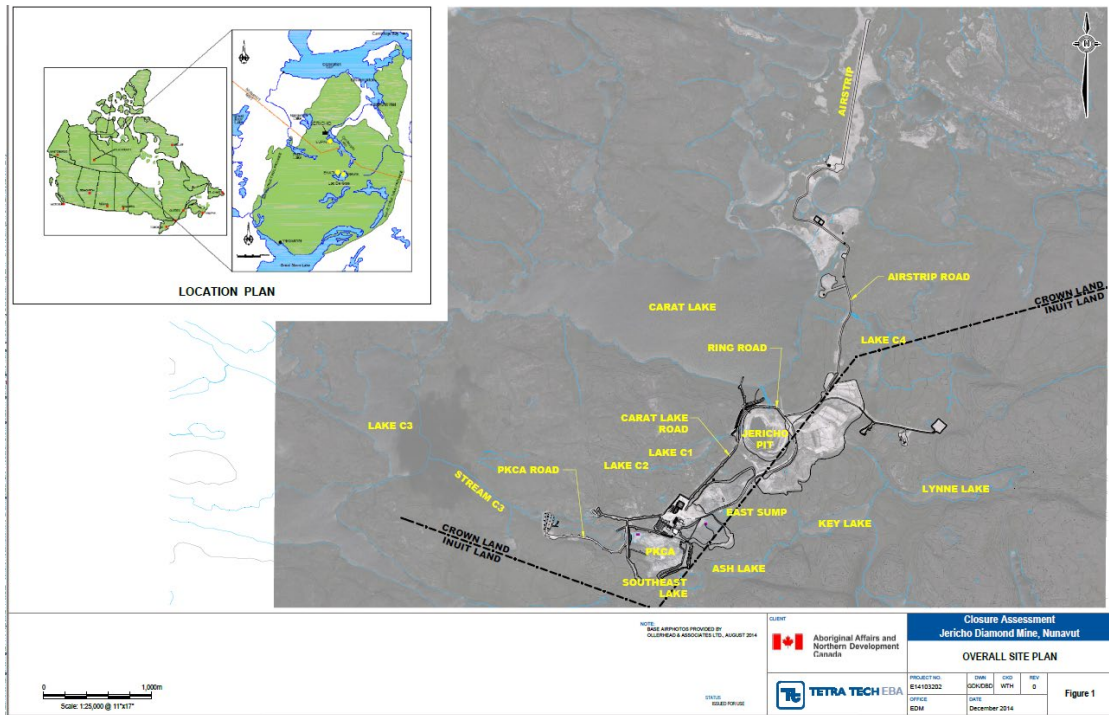 LOCATION PLAN
N
AIRSTRIP
AIRSTRIP ROAD
CROWN LAND
INUIT LAND
CARAT LAKE
LAKE C4
RING ROAD
CARAT LAKE
ROAD
JERICHO
PIT
LAKE C3
LAKE C1
LAKE C2
PKCA ROAD
STREAM C3
LYNNE LAKE
EAST SUMP
KEY LAKE
CROWN LAND
INUIT LAND
PKCA
ASH LAKE
SOUTHEAST
LAKE
NOTE:
BASE AIRPHOTOS PROVIDED BY
OLLERHEAD & ASSOCIATES LTD., AUGUST 2014
STATUS
ISSUED FOR USE
0 1,000m
Scale: 1:25,000 @ 11"x17"
CLIENT
Aboriginal Affairs and
Northern Development
Canada
TETRA TECH EBA
Closure Assessment
Jericho Diamond Mine, Nunavut
OVERALL SITE PLAN
PROJECT NO. DWN CKD REV
E14103202 GDK/DBD WTH 0
OFFICE DATE
EDM December 2014
Figure 1